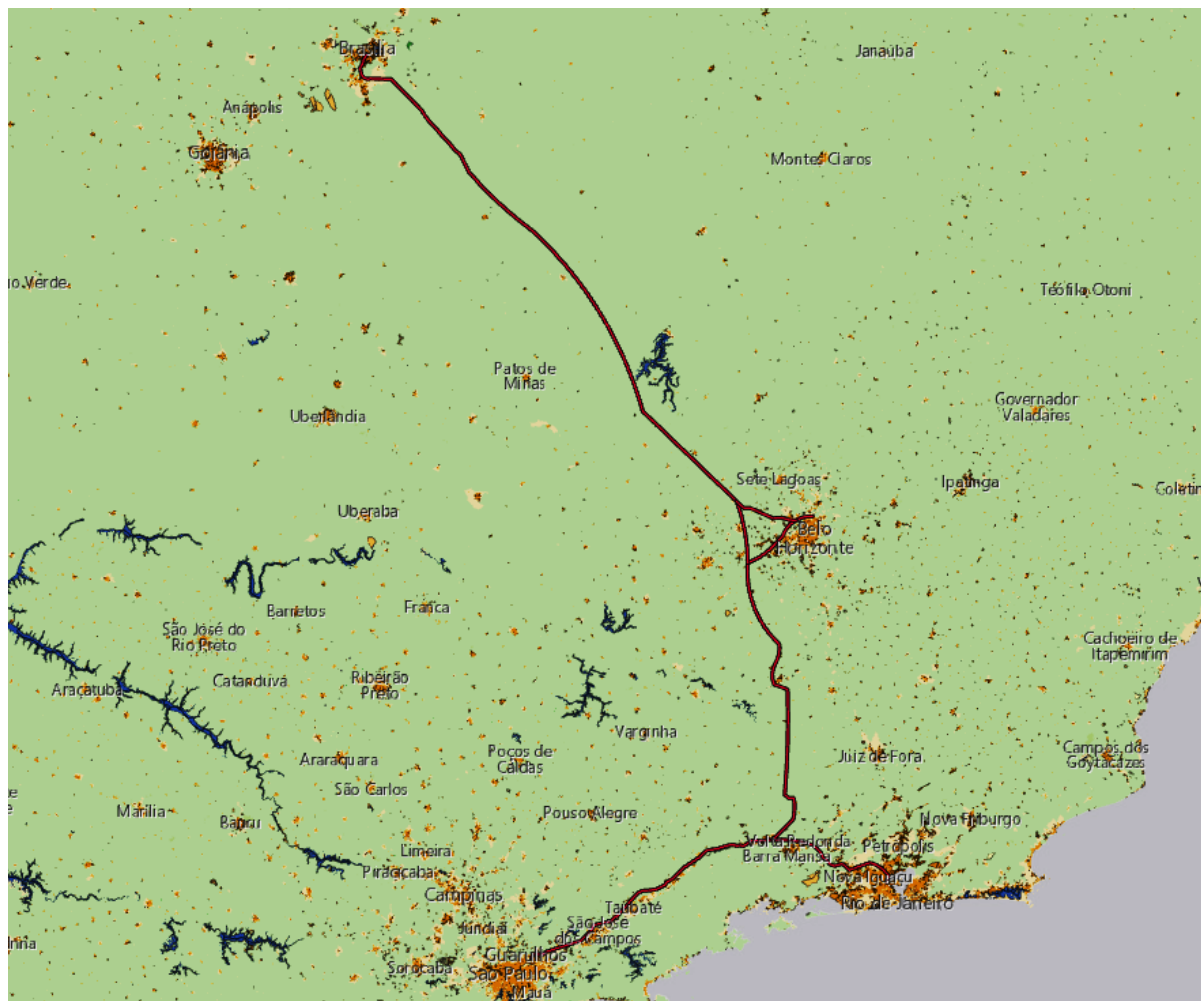 Brasília
Janaúba
Anápolis
Goiânia
Montes Claros
Verde
Teófilo Otoni
Patos de
Minas
Uberlândia
Governador
Valadares
Sete Lagoas
Ipatinga
Colatin
Uberaba
Belo
Horizonte
Barretos
Franca
São José do
Rio Preto
Cachoeiro de
Itapemirim
Araçatuba
Catanduva
Ribeirão
Preto
Varginha
Araraquara
Poços de
Caldas
Juiz de Fora
Campos dos
Goytacazes
São Carlos
Marília
Bauru
Pouso Alegre
Nova Friburgo
Limeira
Volta Redonda
Barra Mansa
Petrópolis
Piracicaba
Nova Iguaçu
Campinas
Rio de Janeiro
Taubaté
Jundiaí
São José
dos Campos
Guarulhos
Sorocaba
São Paulo
Mauá